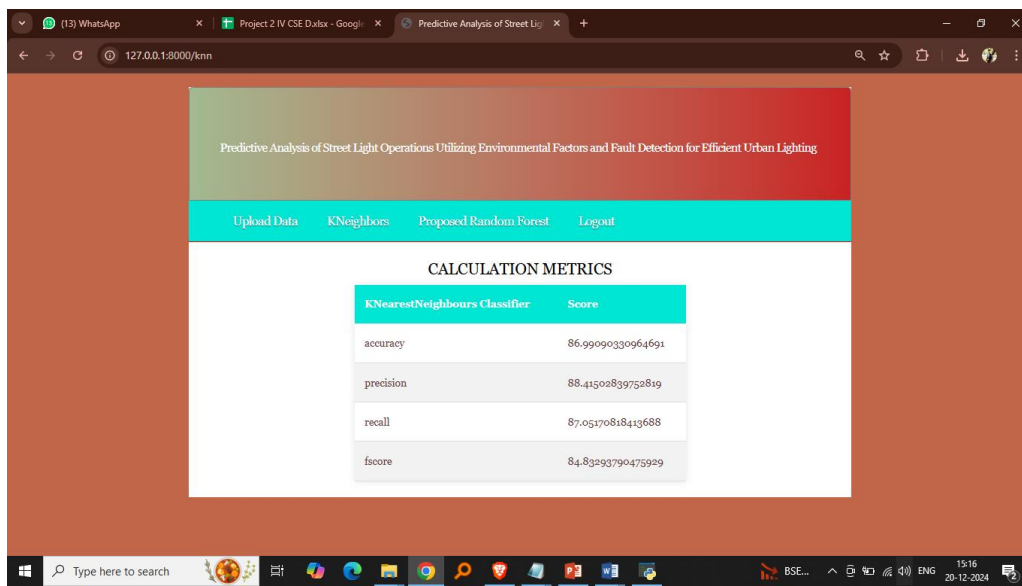 (13) WhatsApp
Project 2 IV CSE D.xlsx - Google
Predictive Analysis of Street Lig
127.0.0.1:8000/knn
Predictive Analysis of Street Light Operations Utilizing Environmental Factors and Fault Detection for Efficient Urban Lighting
Upload Data KNeighbors Proposed Random Forest Logout
CALCULATION METRICS
KNearestNeighbours Classifier Score
accuracy 86.99090330964691
precision 88.41502839752819
recall 87.05170818413688
fscore 84.83293790475929
Type here to search
BSE...
ENG
15:16
20-12-2024
2